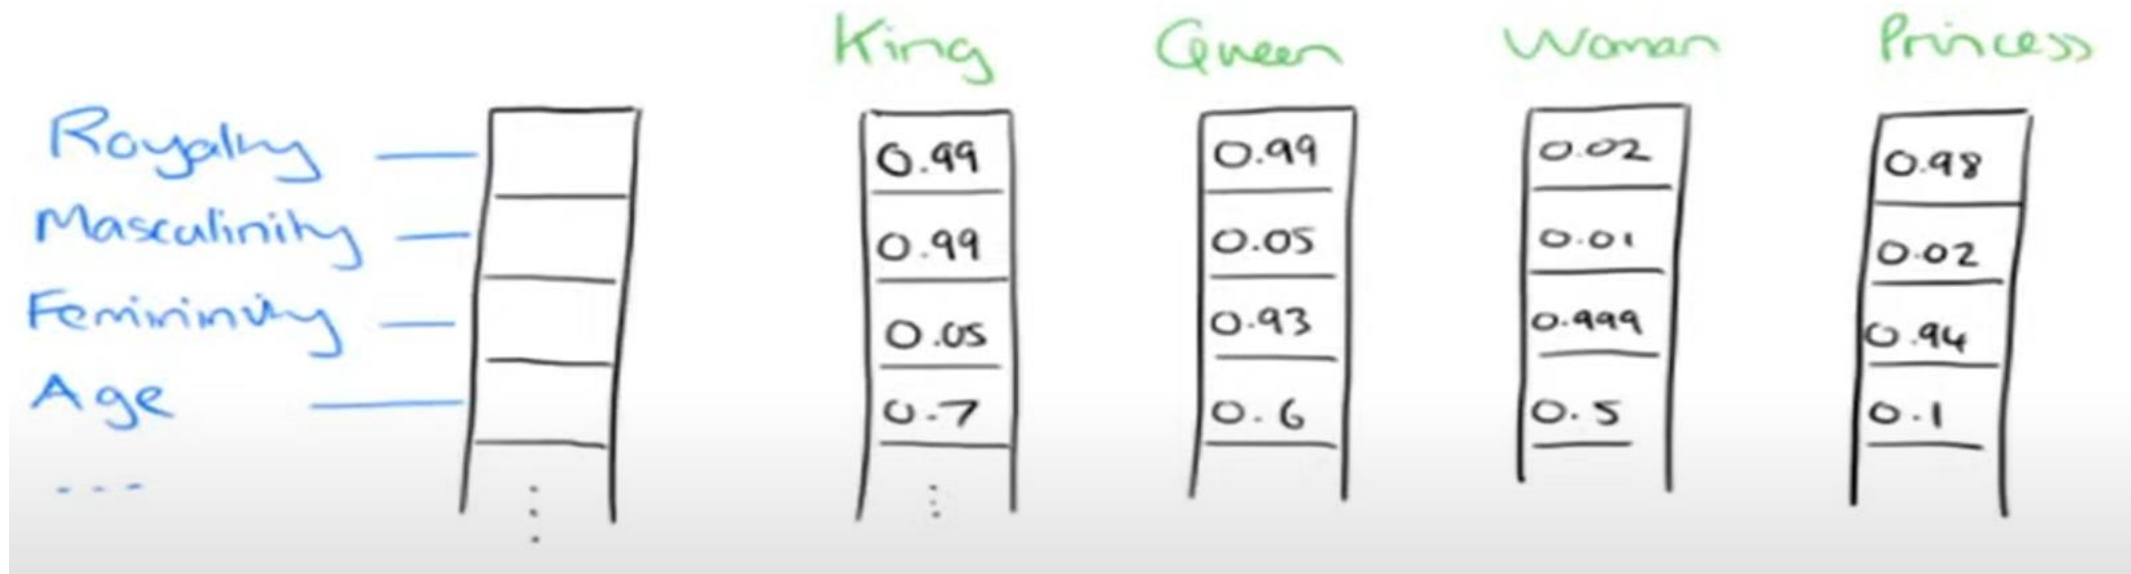 King Queen Woman Princess
Royalty 0.99 0.99 0.02 0.98
Masculinity 0.99 0.05 0.01 0.02
Femininity 0.05 0.93 0.999 0.94
Age 0.7 0.6 0.5 0.1
...